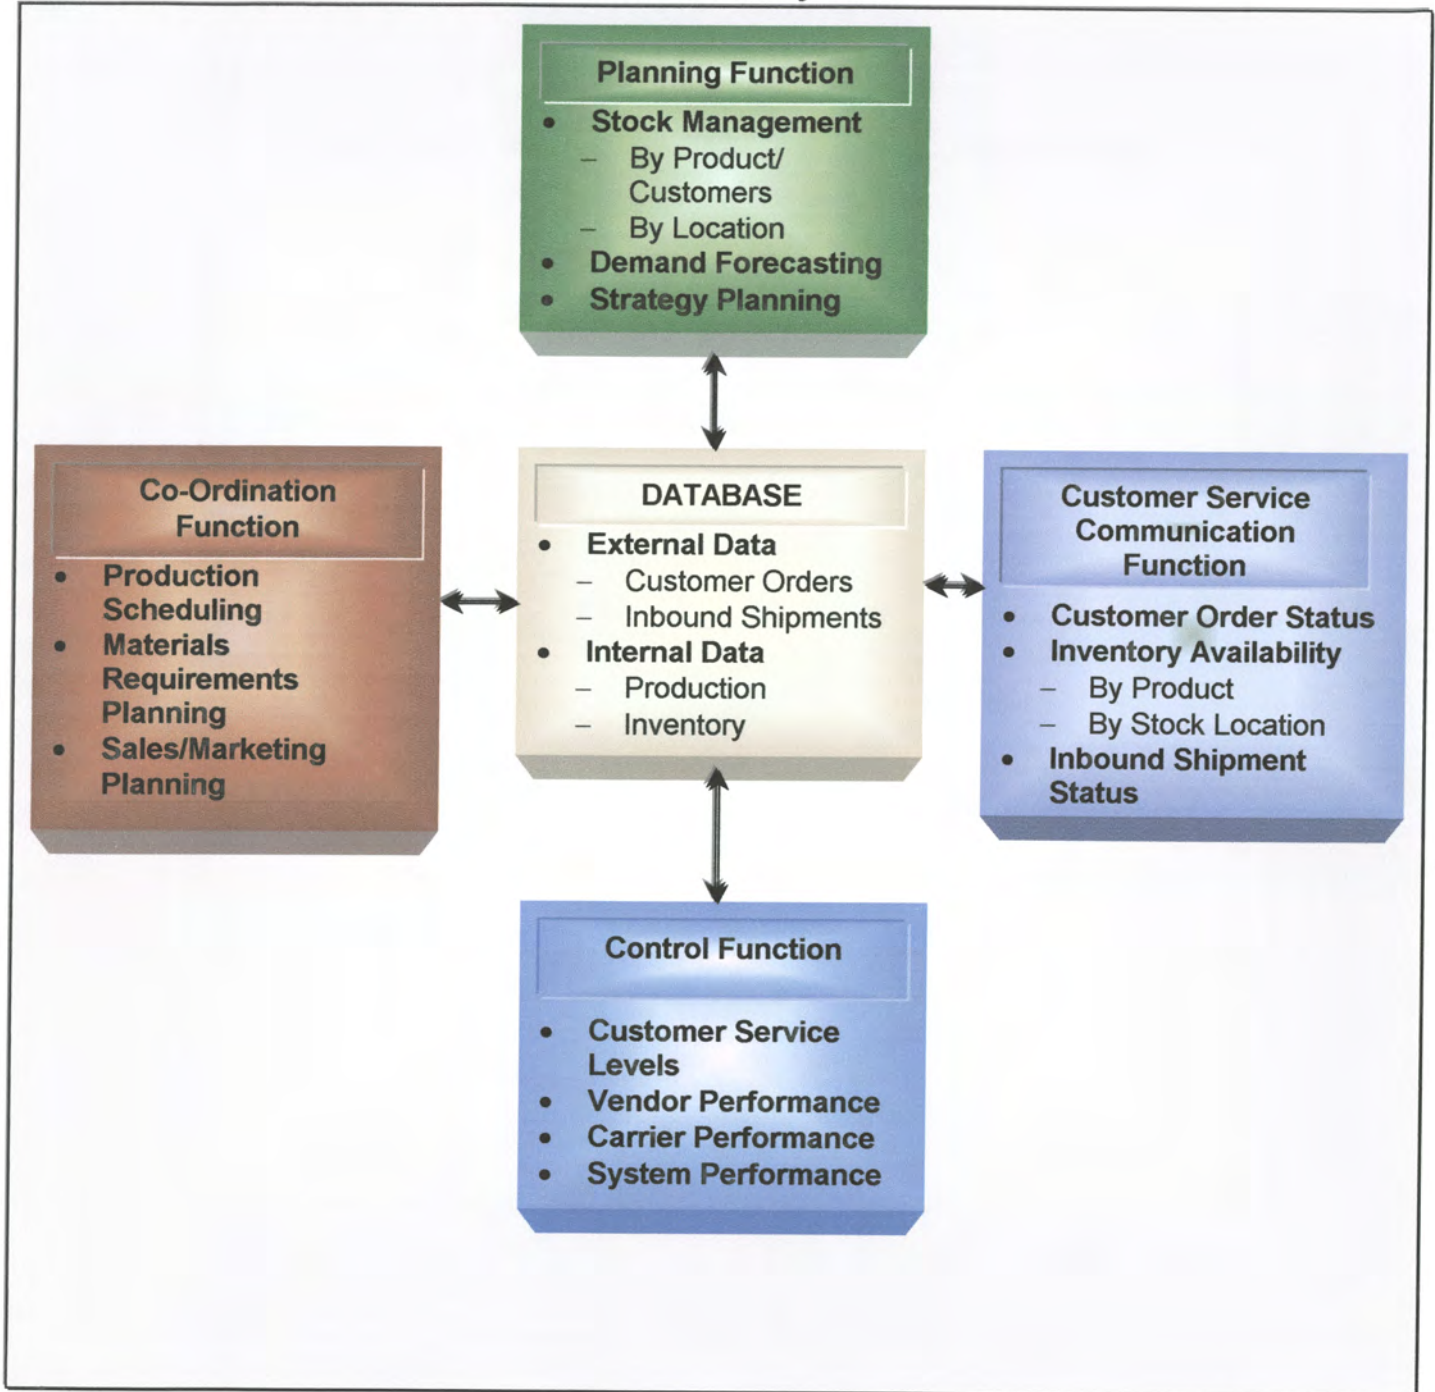 Planning Function
• Stock Management
– By Product/
Customers
– By Location
• Demand Forecasting
• Strategy Planning
Co-Ordination
Function
• Production
Scheduling
• Materials
Requirements
Planning
• Sales/Marketing
Planning
DATABASE
• External Data
– Customer Orders
– Inbound Shipments
• Internal Data
– Production
– Inventory
Customer Service
Communication
Function
• Customer Order Status
• Inventory Availability
– By Product
– By Stock Location
• Inbound Shipment
Status
Control Function
• Customer Service
Levels
• Vendor Performance
• Carrier Performance
• System Performance